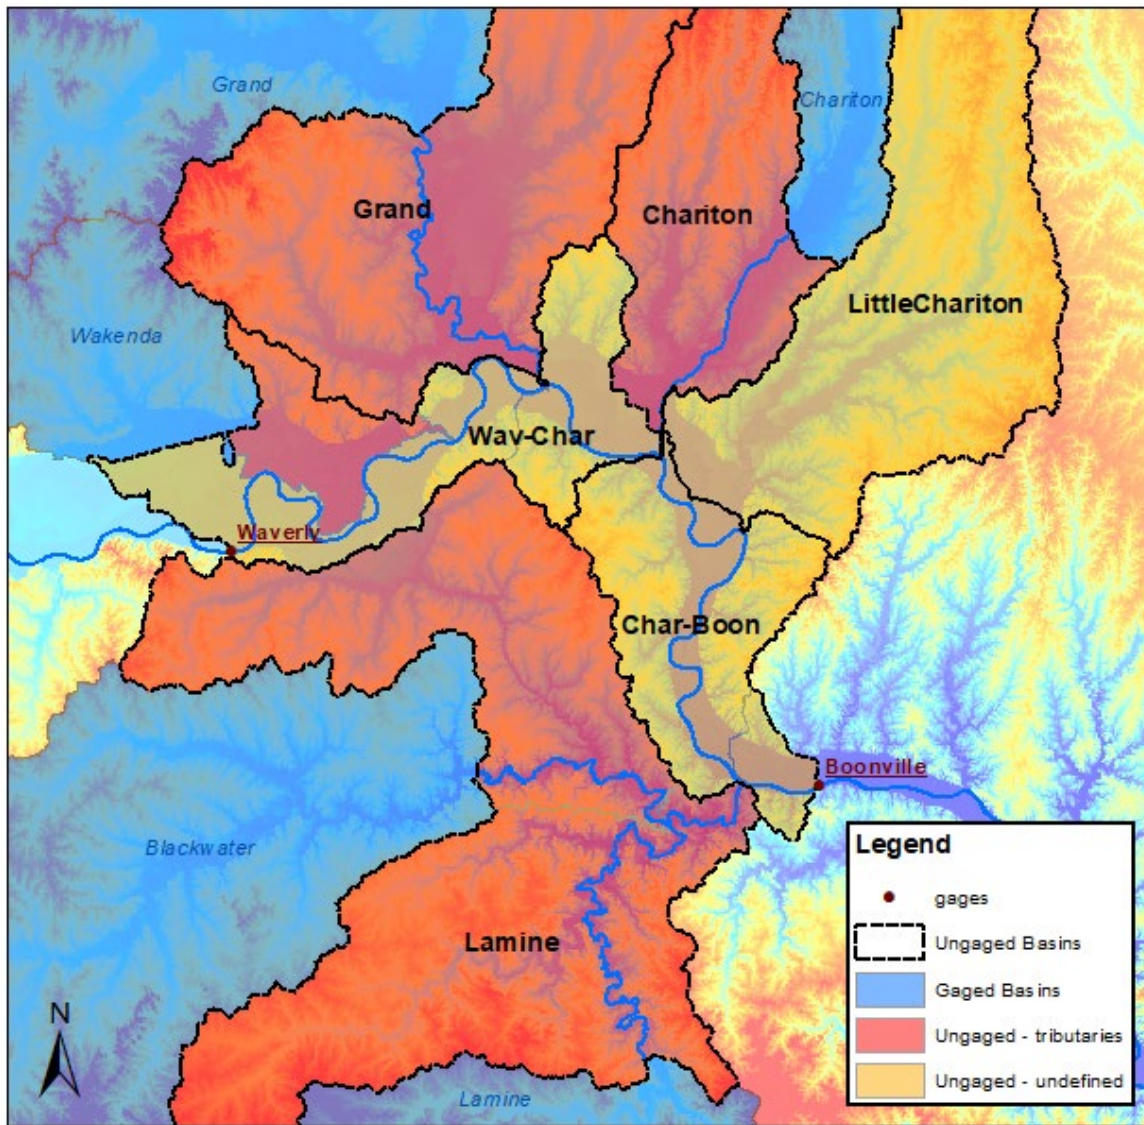 Grand
Chariton
Grand
Chariton
LittleChariton
Wakenda
Wav-Char
Waverly
Char-Boon
Boonville
Blackwater
Lamine
Lamine
N
Legend
gages
Ungaged Basins
Gaged Basins
Ungaged - tributaries
Ungaged - undefined